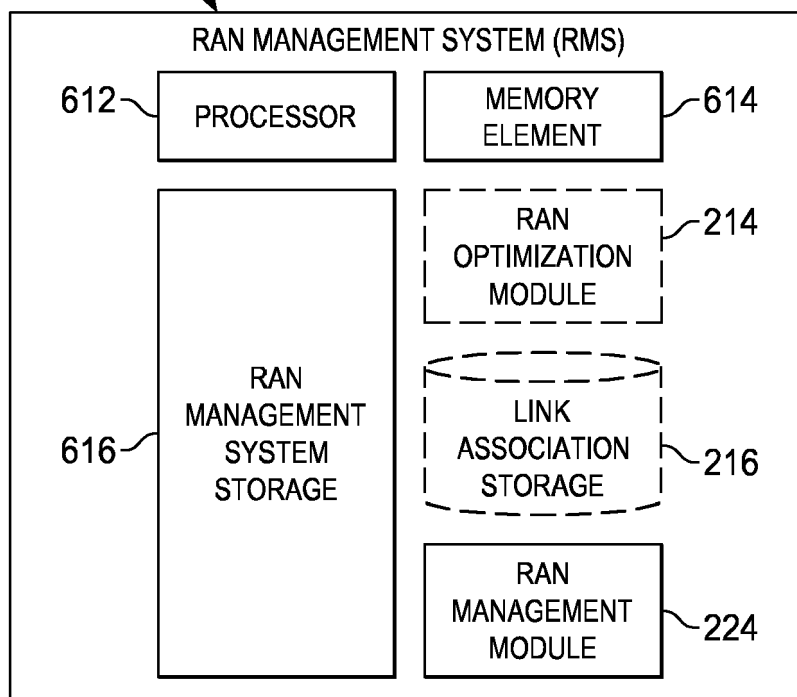 RAN MANAGEMENT SYSTEM (RMS)
612
PROCESSOR
MEMORY
ELEMENT
614
RAN
OPTIMIZATION
MODULE
214
616
RAN
MANAGEMENT
SYSTEM
STORAGE
LINK
ASSOCIATION
STORAGE
216
RAN
MANAGEMENT
MODULE
224